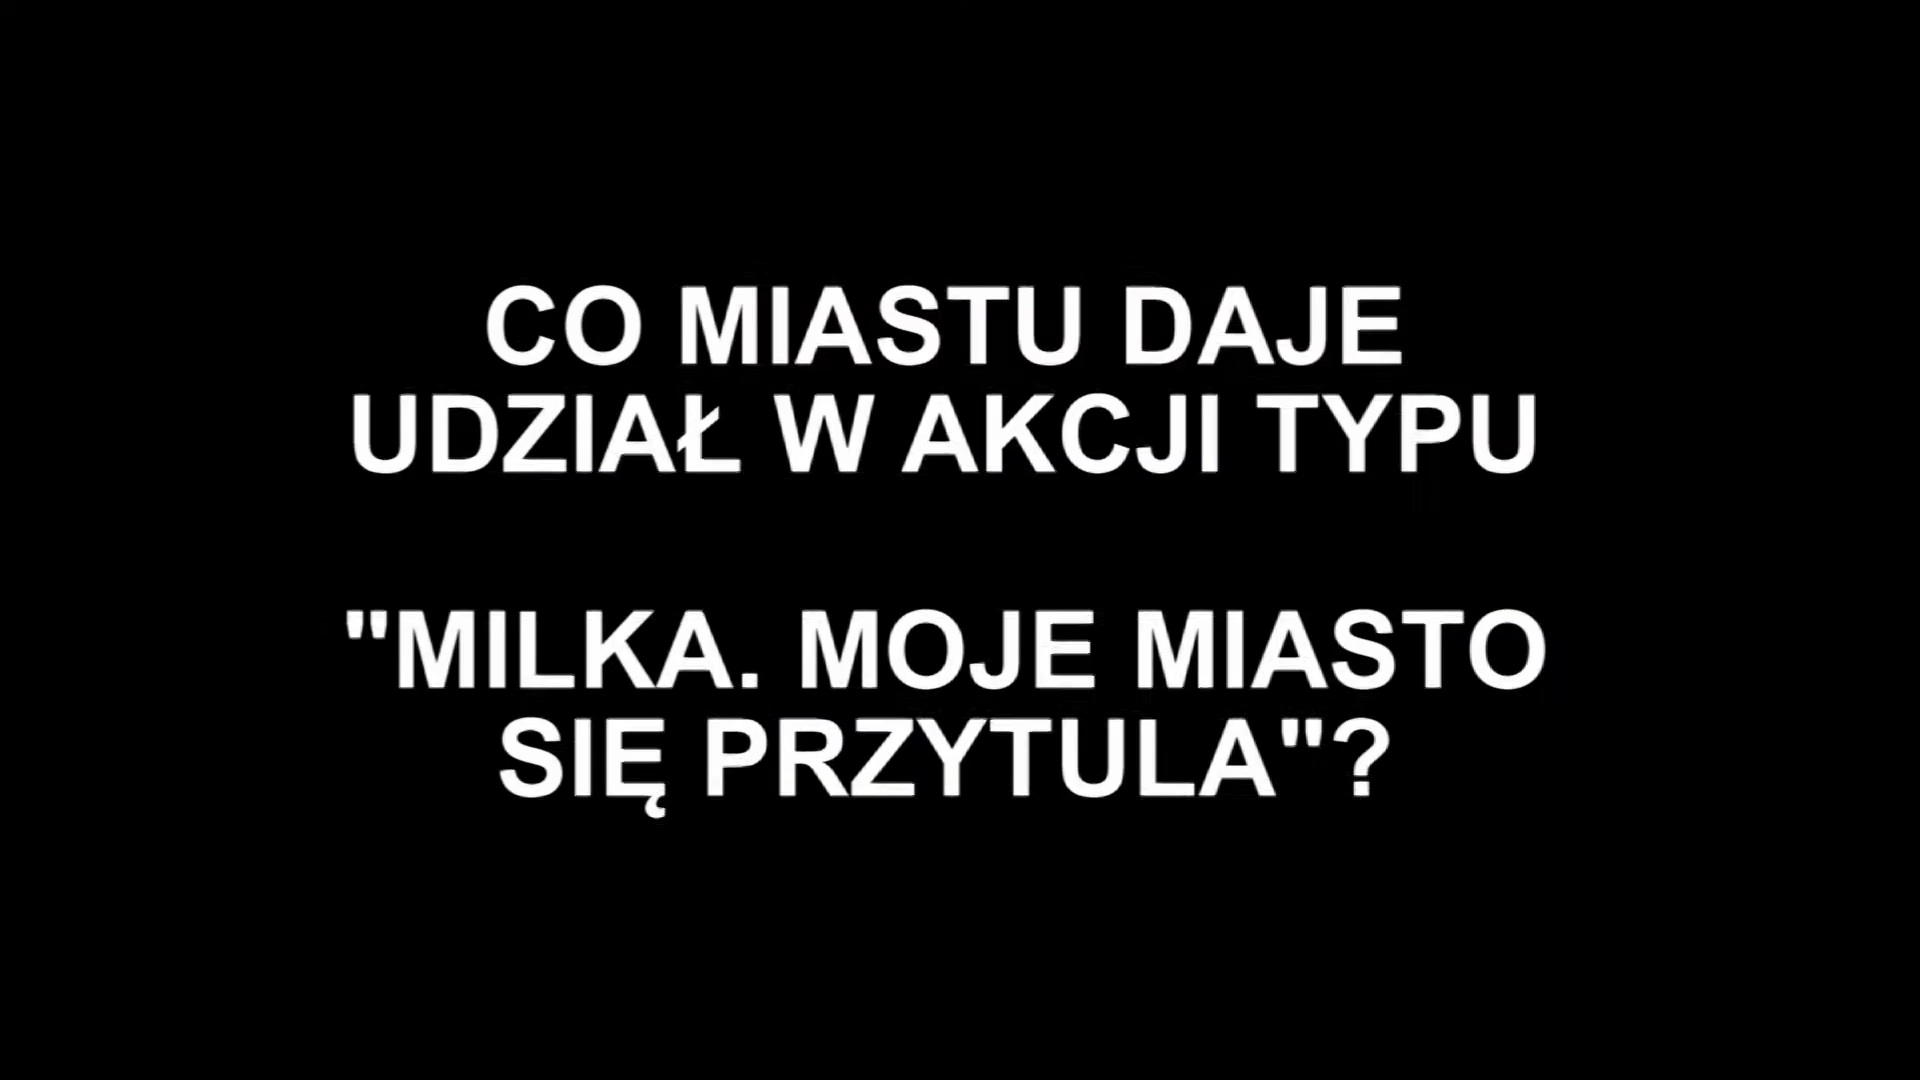 CO MIASTU DAJE
UDZIAŁ W AKCJI TYPU
"MILKA. MOJE MIASTO
SIĘ PRZYTULA"?